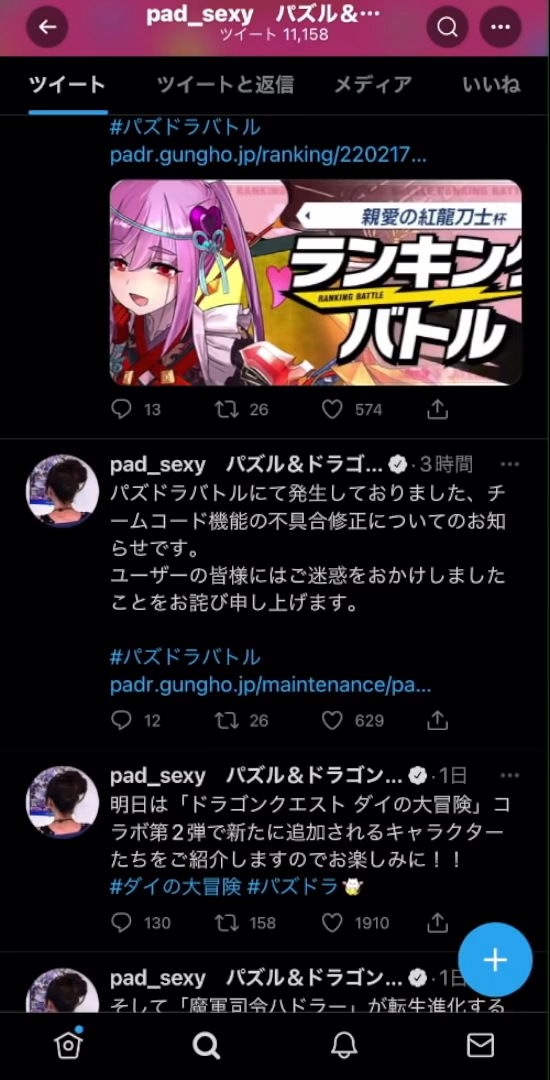 pad_sexy パズル＆…
ツイート 11,158
ツイート ツイートと返信 メディア いいね
#パズドラバトル
padr.gungho.jp/ranking/220217...
親愛の紅龍刀士杯
ランキング
RANKING BATTLE
バトル
13 26 574
pad_sexy パズル＆ドラゴ... · 3時間
パズドラバトルにて発生しておりました、チ
ームコード機能の不具合修正についてのお知
らせです。
ユーザーの皆様にはご迷惑をおかけしました
ことをお詫び申し上げます。
#パズドラバトル
padr.gungho.jp/maintenance/pa...
12 26 629
pad_sexy パズル＆ドラゴン... · 1日
明日は「ドラゴンクエスト ダイの大冒険」コ
ラボ第2弾で新たに追加されるキャラクター
たちをご紹介しますのでお楽しみに！！
#ダイの大冒険 #パズドラ
130 158 1910
pad_sexy パズル＆ドラゴン... · 1日
そして「魔軍司令ハドラー」が転生進化する